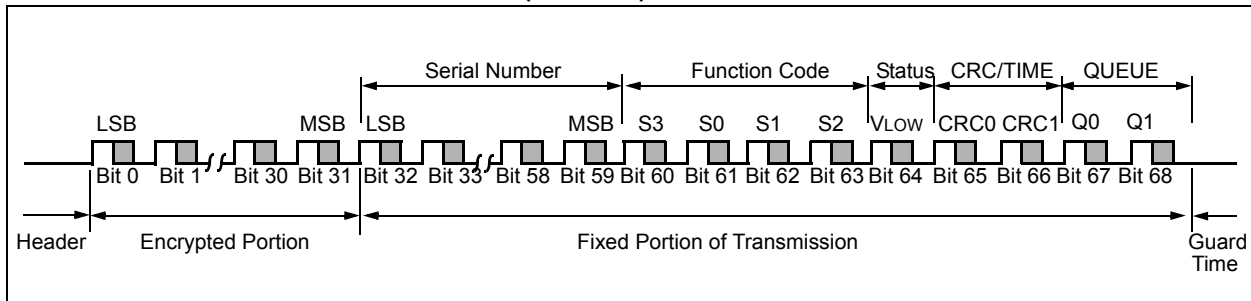 Serial Number Function Code Status CRC/TIME QUEUE
LSB MSB LSB MSB S3 S0 S1 S2 VLOW CRC0 CRC1 Q0 Q1
Bit 0 Bit 1 Bit 30 Bit 31 Bit 32 Bit 33 Bit 58 Bit 59 Bit 60 Bit 61 Bit 62 Bit 63 Bit 64 Bit 65 Bit 66 Bit 67 Bit 68
Header Encrypted Portion Fixed Portion of Transmission Guard
Time